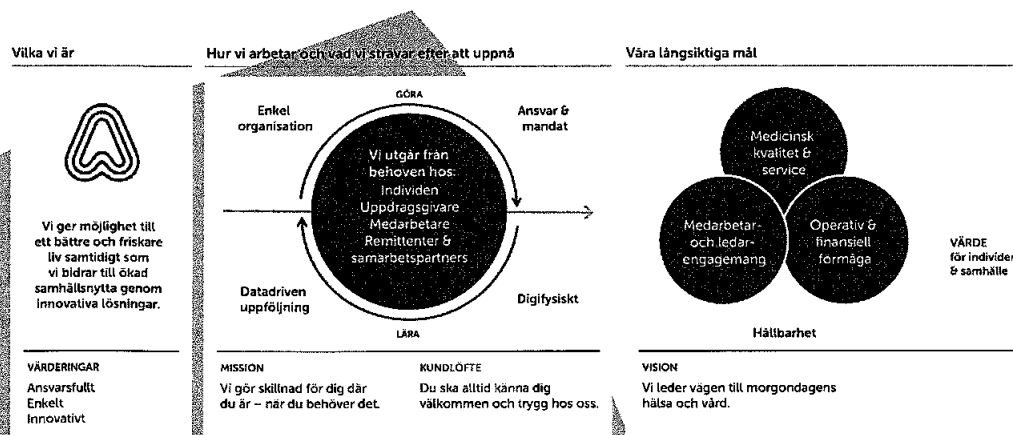 Vilka vi är
Vi ger möjlighet till
ett bättre och friskare
liv samtidigt som
vi bidrar till ökad
samhällsnytta genom
innovativa lösningar.
VÄRDERINGAR
Ansvarsfullt
Enkelt
Innovativt
Hur vi arbetar och vad vi strävar efter att uppnå
GÖRA
Enkel
organisation
Ansvar &
mandat
Vi utgår från
behoven hos:
Individen
Uppdragsgivare
Medarbetare
Remittenter &
samarbetspartners
Datadriven
uppföljning
Digifysiskt
LÄRA
MISSION
Vi gör skillnad för dig där
du är – när du behöver det.
KUNDLÖFTE
Du ska alltid känna dig
välkommen och trygg hos oss.
Våra långsiktiga mål
Medicinsk
kvalitet &
service
Medarbetar-
och ledar-
engagemang
Operativ &
finansiell
förmåga
VÄRDE
för individer
& samhälle
Hållbarhet
VISION
Vi leder vägen till morgondagens
hälsa och vård.